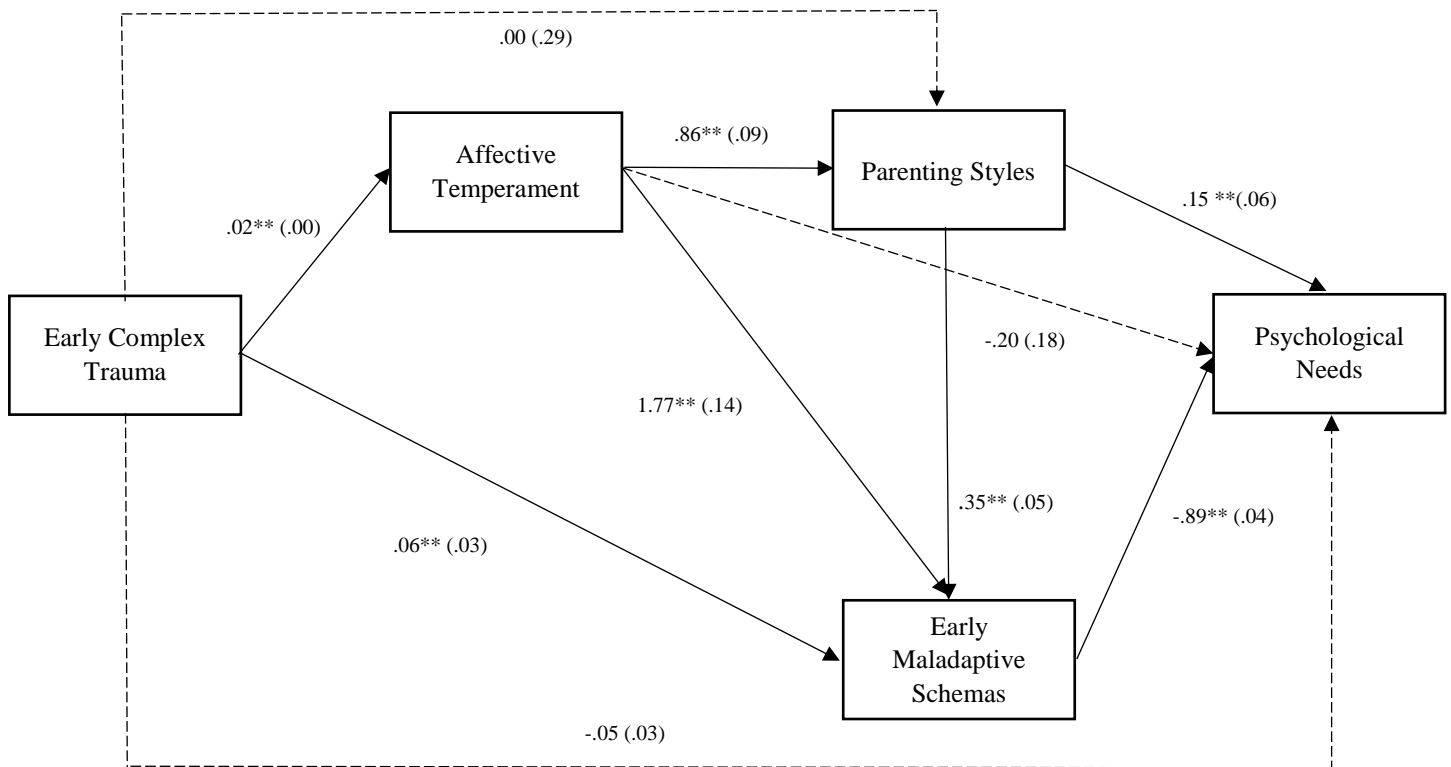 .00 (.29)
.86** (.09)
Affective
Temperament
Parenting Styles
.15 **(.06)
.02** (.00)
Early Complex
Trauma
-.20 (.18)
Psychological
Needs
1.77** (.14)
.35** (.05)
-.89** (.04)
.06** (.03)
Early
Maladaptive
Schemas
-.05 (.03)